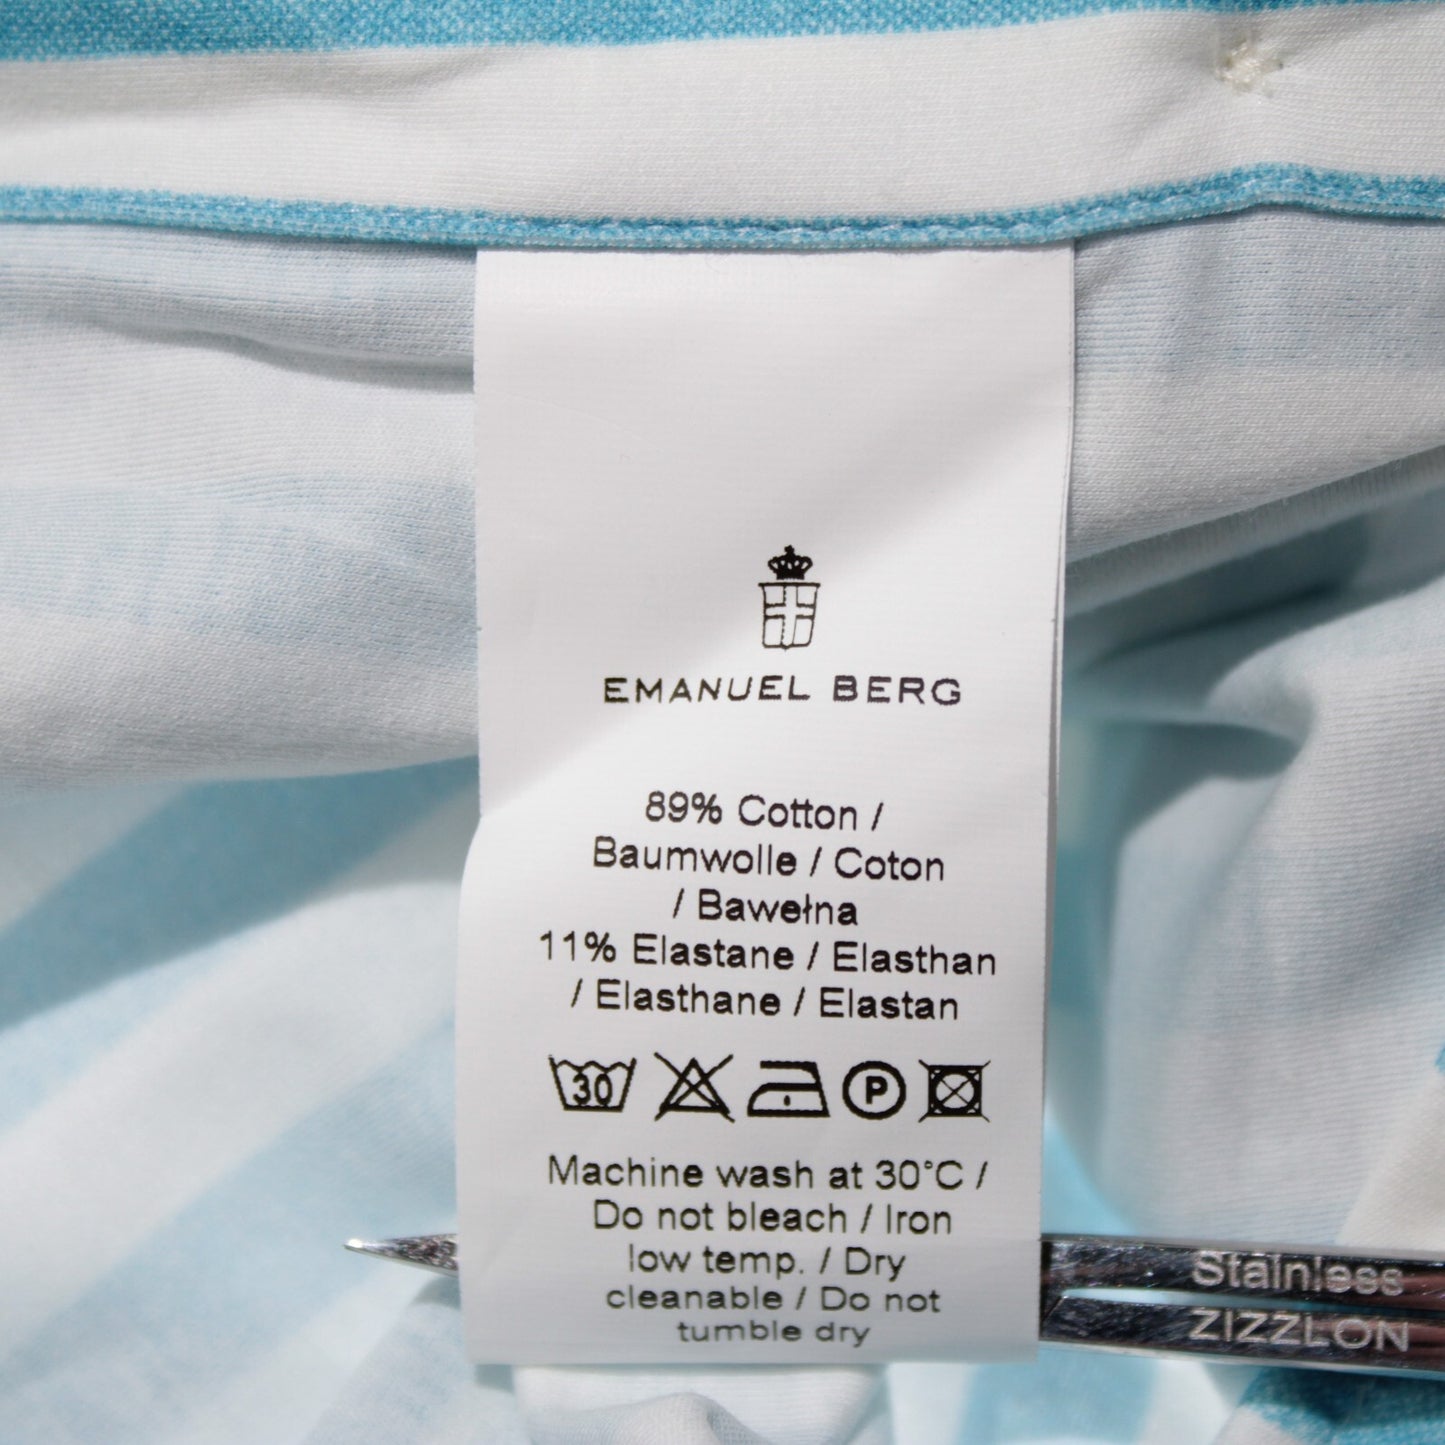 EMANUEL BERG
89% Cotton /
Baumwolle / Coton
/ Bawełna
11% Elastane / Elasthan
/ Elasthane / Elastan
30 P
Machine wash at 30°C /
Do not bleach / Iron
low temp. / Dry
cleanable / Do not
tumble dry
Stainless
ZIZZLON